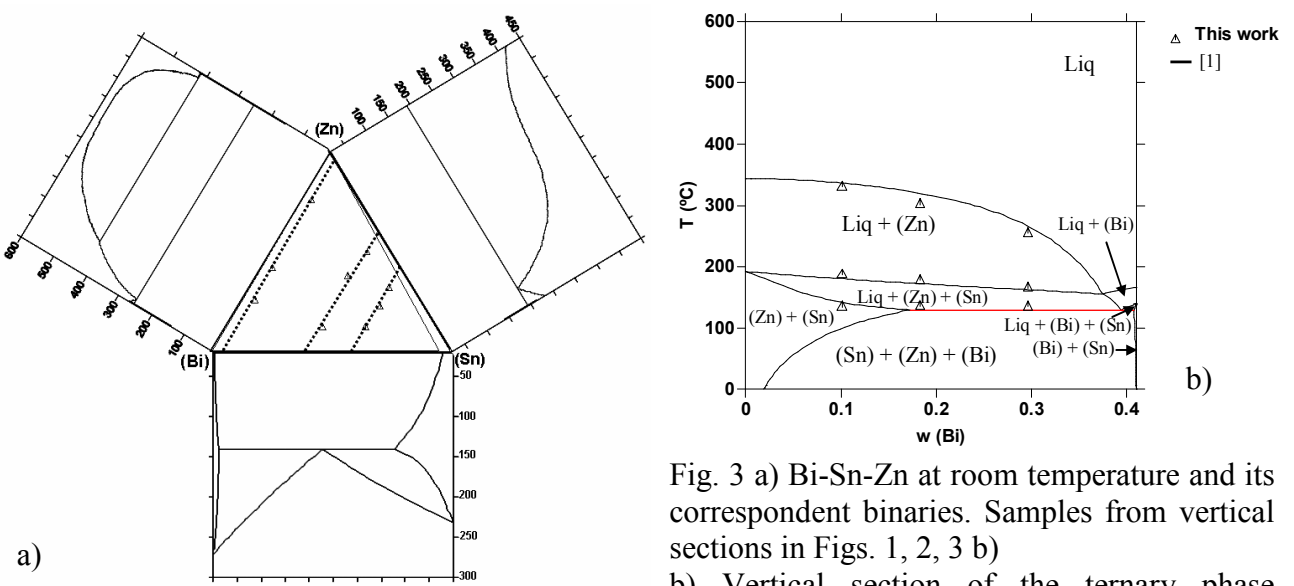 (Zn)
(Bi)
(Sn)
600
500
400
300
200
100
100
150
200
250
300
350
400
450
50
100
150
200
250
300
a)
600
500
400
300
200
100
0
T (ºC)
0
0.1
0.2
0.3
0.4
w (Bi)
Liq
Liq + (Zn)
Liq + (Bi)
Liq + (Zn) + (Sn)
(Zn) + (Sn)
Liq + (Bi) + (Sn)
(Bi) + (Sn)
(Sn) + (Zn) + (Bi)
This work
[1]
b)
Fig. 3 a) Bi-Sn-Zn at room temperature and its
correspondent binaries. Samples from vertical
sections in Figs. 1, 2, 3 b)
b) Vertical section of the ternary phase